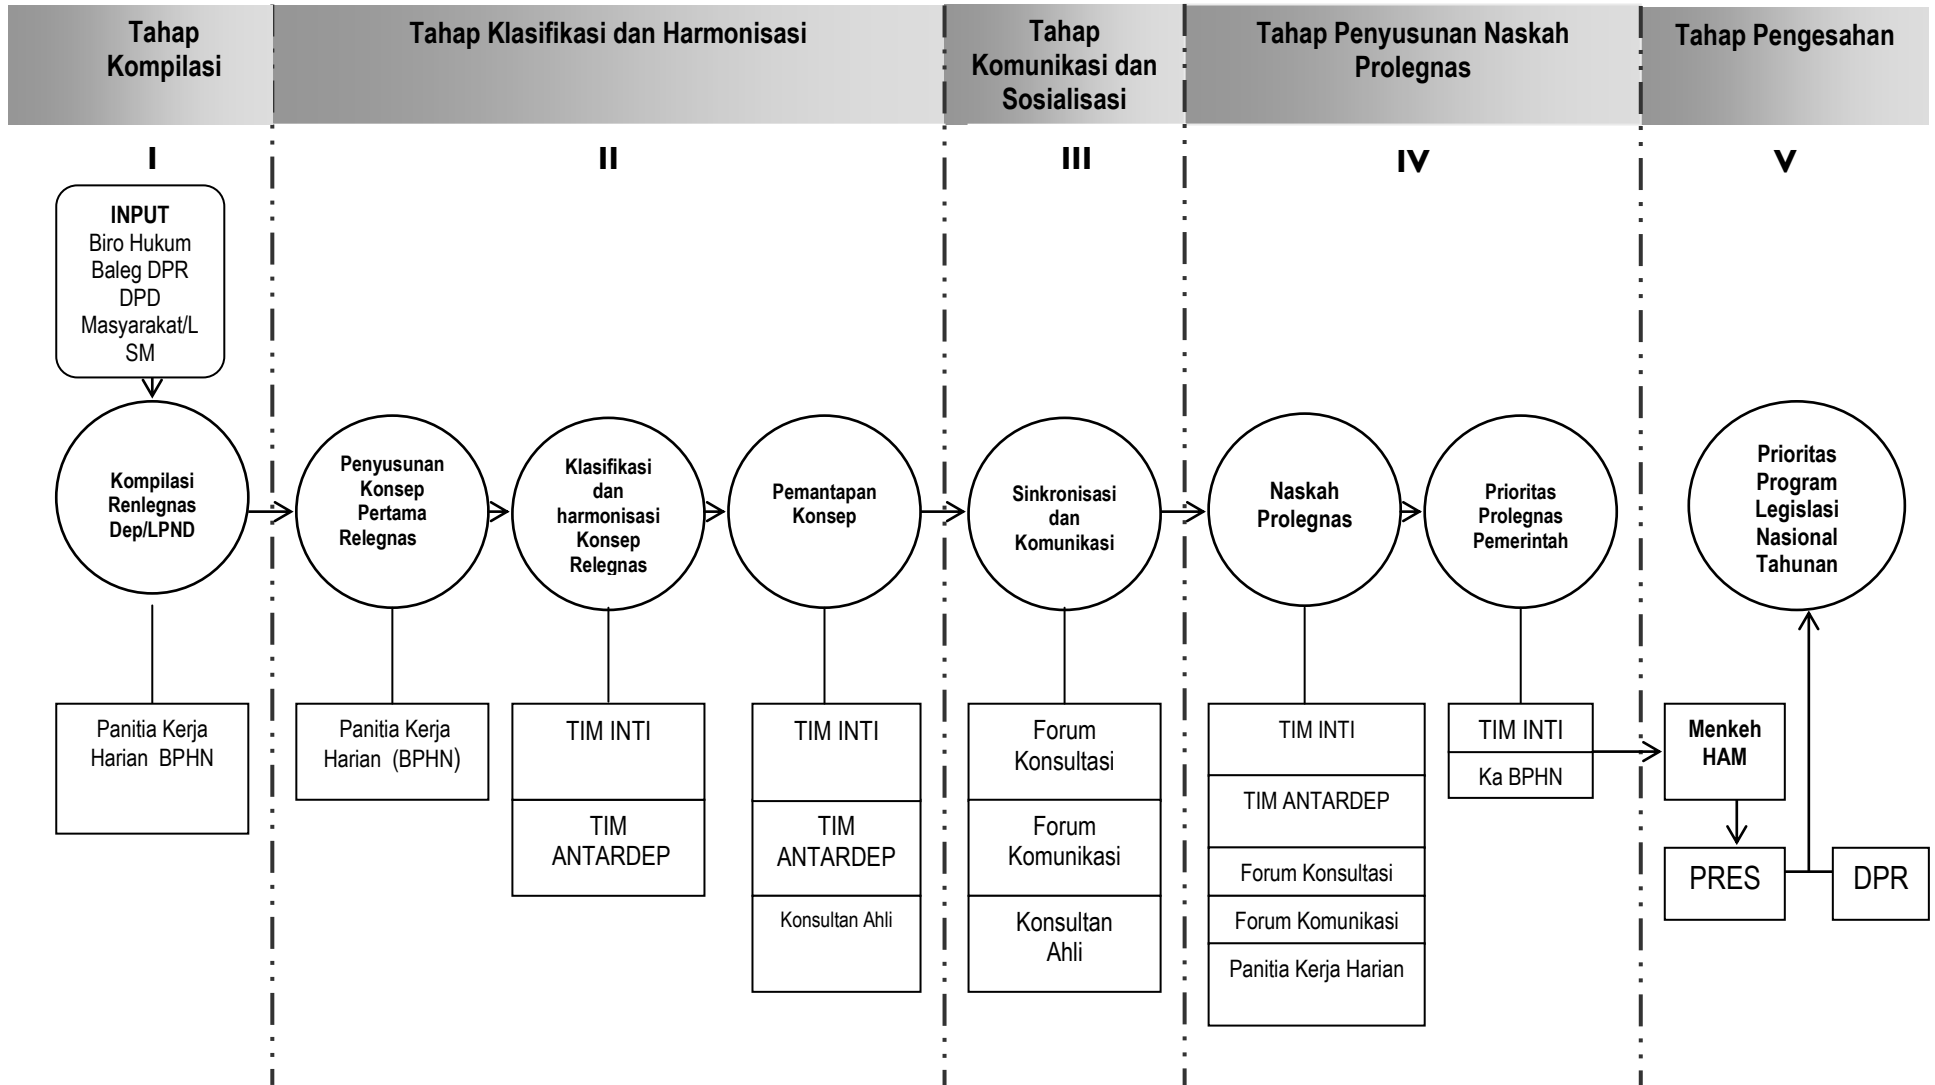 Tahap
Kompilasi
Tahap Klasifikasi dan Harmonisasi
Tahap
Komunikasi dan
Sosialisasi
Tahap Penyusunan Naskah
Prolegnas
Tahap Pengesahan
I
II
III
IV
V
INPUT
Biro Hukum
Baleg DPR
DPD
Masyarakat/L
SM
Kompilasi
Renlegnas
Dep/LPND
Penyusunan
Konsep
Pertama
Relegnas
Klasifikasi
dan
harmonisasi
Konsep
Relegnas
Pemantapan
Konsep
Sinkronisasi
dan
Komunikasi
Naskah
Prolegnas
Prioritas
Prolegnas
Pemerintah
Prioritas
Program
Legislasi
Nasional
Tahunan
Panitia Kerja
Harian BPHN
Panitia Kerja
Harian (BPHN)
TIM INTI
TIM
ANTARDEP
TIM INTI
TIM
ANTARDEP
Konsultan Ahli
Forum
Konsultasi
Forum
Komunikasi
Konsultan
Ahli
TIM INTI
TIM ANTARDEP
Forum Konsultasi
Forum Komunikasi
Panitia Kerja Harian
TIM INTI
Ka BPHN
Menkeh
HAM
PRES
DPR